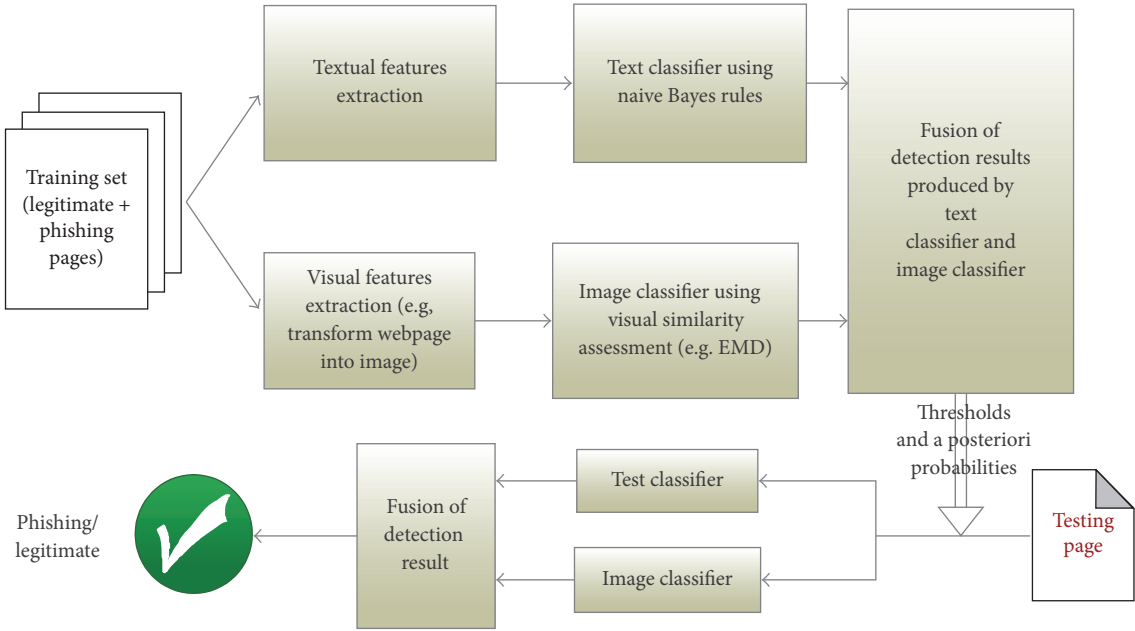 Training set
(legitimate +
phishing
pages)
Textual features
extraction
Text classifier using
naive Bayes rules
Fusion of
detection results
produced by
text
classifier and
image classifier
Visual features
extraction (e.g,
transform webpage
into image)
Image classifier using
visual similarity
assessment (e.g. EMD)
Thresholds
and a posteriori
probabilities
Testing
page
Test classifier
Image classifier
Fusion of
detection
result
Phishing/
legitimate